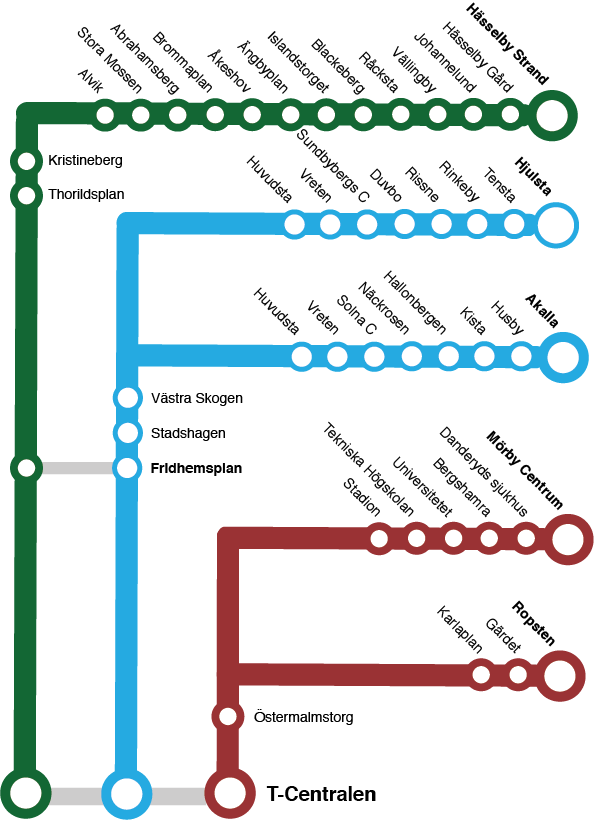 Alvik
Stora Mossen
Abrahamsberg
Brommaplan
Åkeshov
Ängbyplan
Islandstorget
Blackeberg
Råcksta
Vällingby
Johannelund
Hässelby Gård
Hässelby Strand
Kristineberg
Thorildsplan
Huvudsta
Vreten
Sundbybergs C
Duvbo
Rissne
Rinkeby
Tensta
Hjulsta
Huvudsta
Vreten
Solna C
Näckrosen
Hallonbergen
Kista
Husby
Akalla
Västra Skogen
Stadshagen
Fridhemsplan
Stadion
Tekniska Högskolan
Universitetet
Bergshamra
Danderyds sjukhus
Mörby Centrum
Karlaplan
Gärdet
Ropsten
Östermalmstorg
T-Centralen